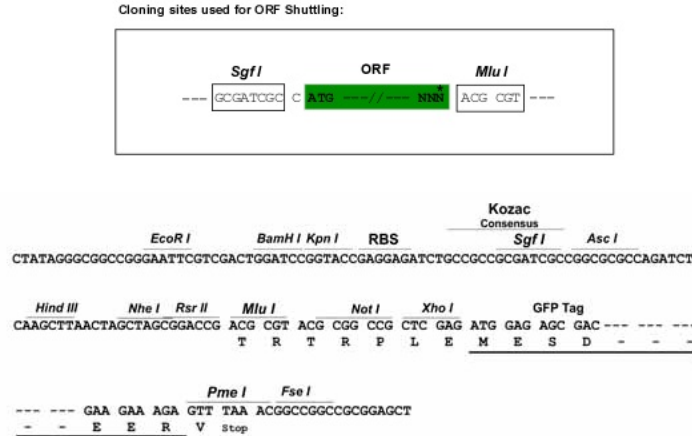 Cloning sites used for ORF Shuttling:
Sgf I ORF Mlu I
--- GCGATCGC C ATG ---//--- NNN* ACG CGT ---
Kozac
Consensus
EcoR I BamH I Kpn I RBS Sgf I Asc I
CTATAGGGCGGCCGGGAATTCGTCGACTGGATCCGGTACCGAGGAGATCTGCCGCCGCGATCGCCGGCGCGCCAGATCT
Hind III Nhe I Rsr II Mlu I Not I Xho I GFP Tag
CAAGCTTAACTAGCTAGCGGACCG ACG CGT ACG CGG CCG CTC GAG ATG GAG AGC GAC--- --- ---
T R T R P L E M E S D - - -
Pme I Fse I
--- --- GAA GAA AGA GTT TAA ACGGCCGGCCGCGGAGCT
- - E E R V Stop